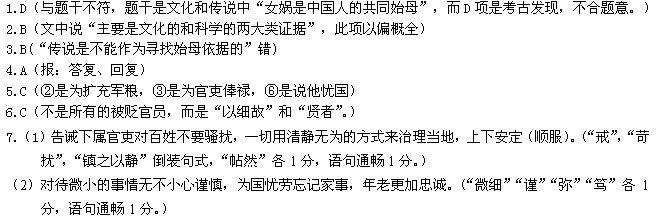 1.D（与题干不符，题干是文化和传说中“女娲是中国人的共同始母”，而 D 项是考古发现，不合题意。）
2.B（文中说“主要是文化的和科学的两大类证据”，此项以偏概全）
3.B(“传说是不能作为寻找始母依据的”错）
4.A（报：答复、回复）
5.C（②是为扩充军粮，③是为官吏俸禄，⑥是说他忧国）
6.C（不是所有的被贬官员，而是“以细故”和“贤者”。）
7.（1）告诫下属官吏对百姓不要骚扰，一切用清静无为的方式来治理当地，上下安定（顺服）。（“戒”，“苛
扰”，“镇之以静”倒装句式，“帖然”各 1 分，语句通畅 1 分。）
（2）对待微小的事情无不小心谨慎，为国忧劳忘记家事，年老更加忠诚。（“微细”“谨”“弥”“笃”各 1
分，语句通畅 1 分。）